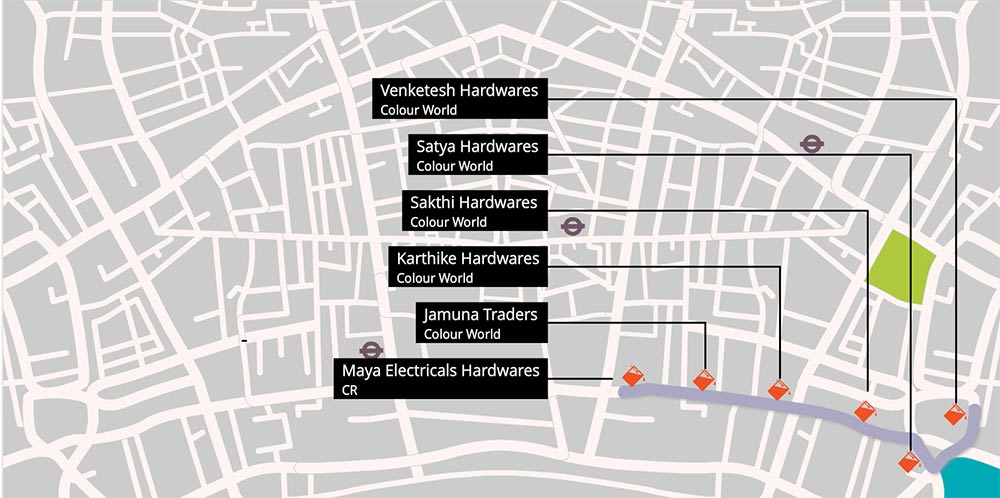 Venketesh Hardwares
Colour World
Satya Hardwares
Colour World
Sakthi Hardwares
Colour World
Karthike Hardwares
Colour World
Jamuna Traders
Colour World
Maya Electricals Hardwares
CR